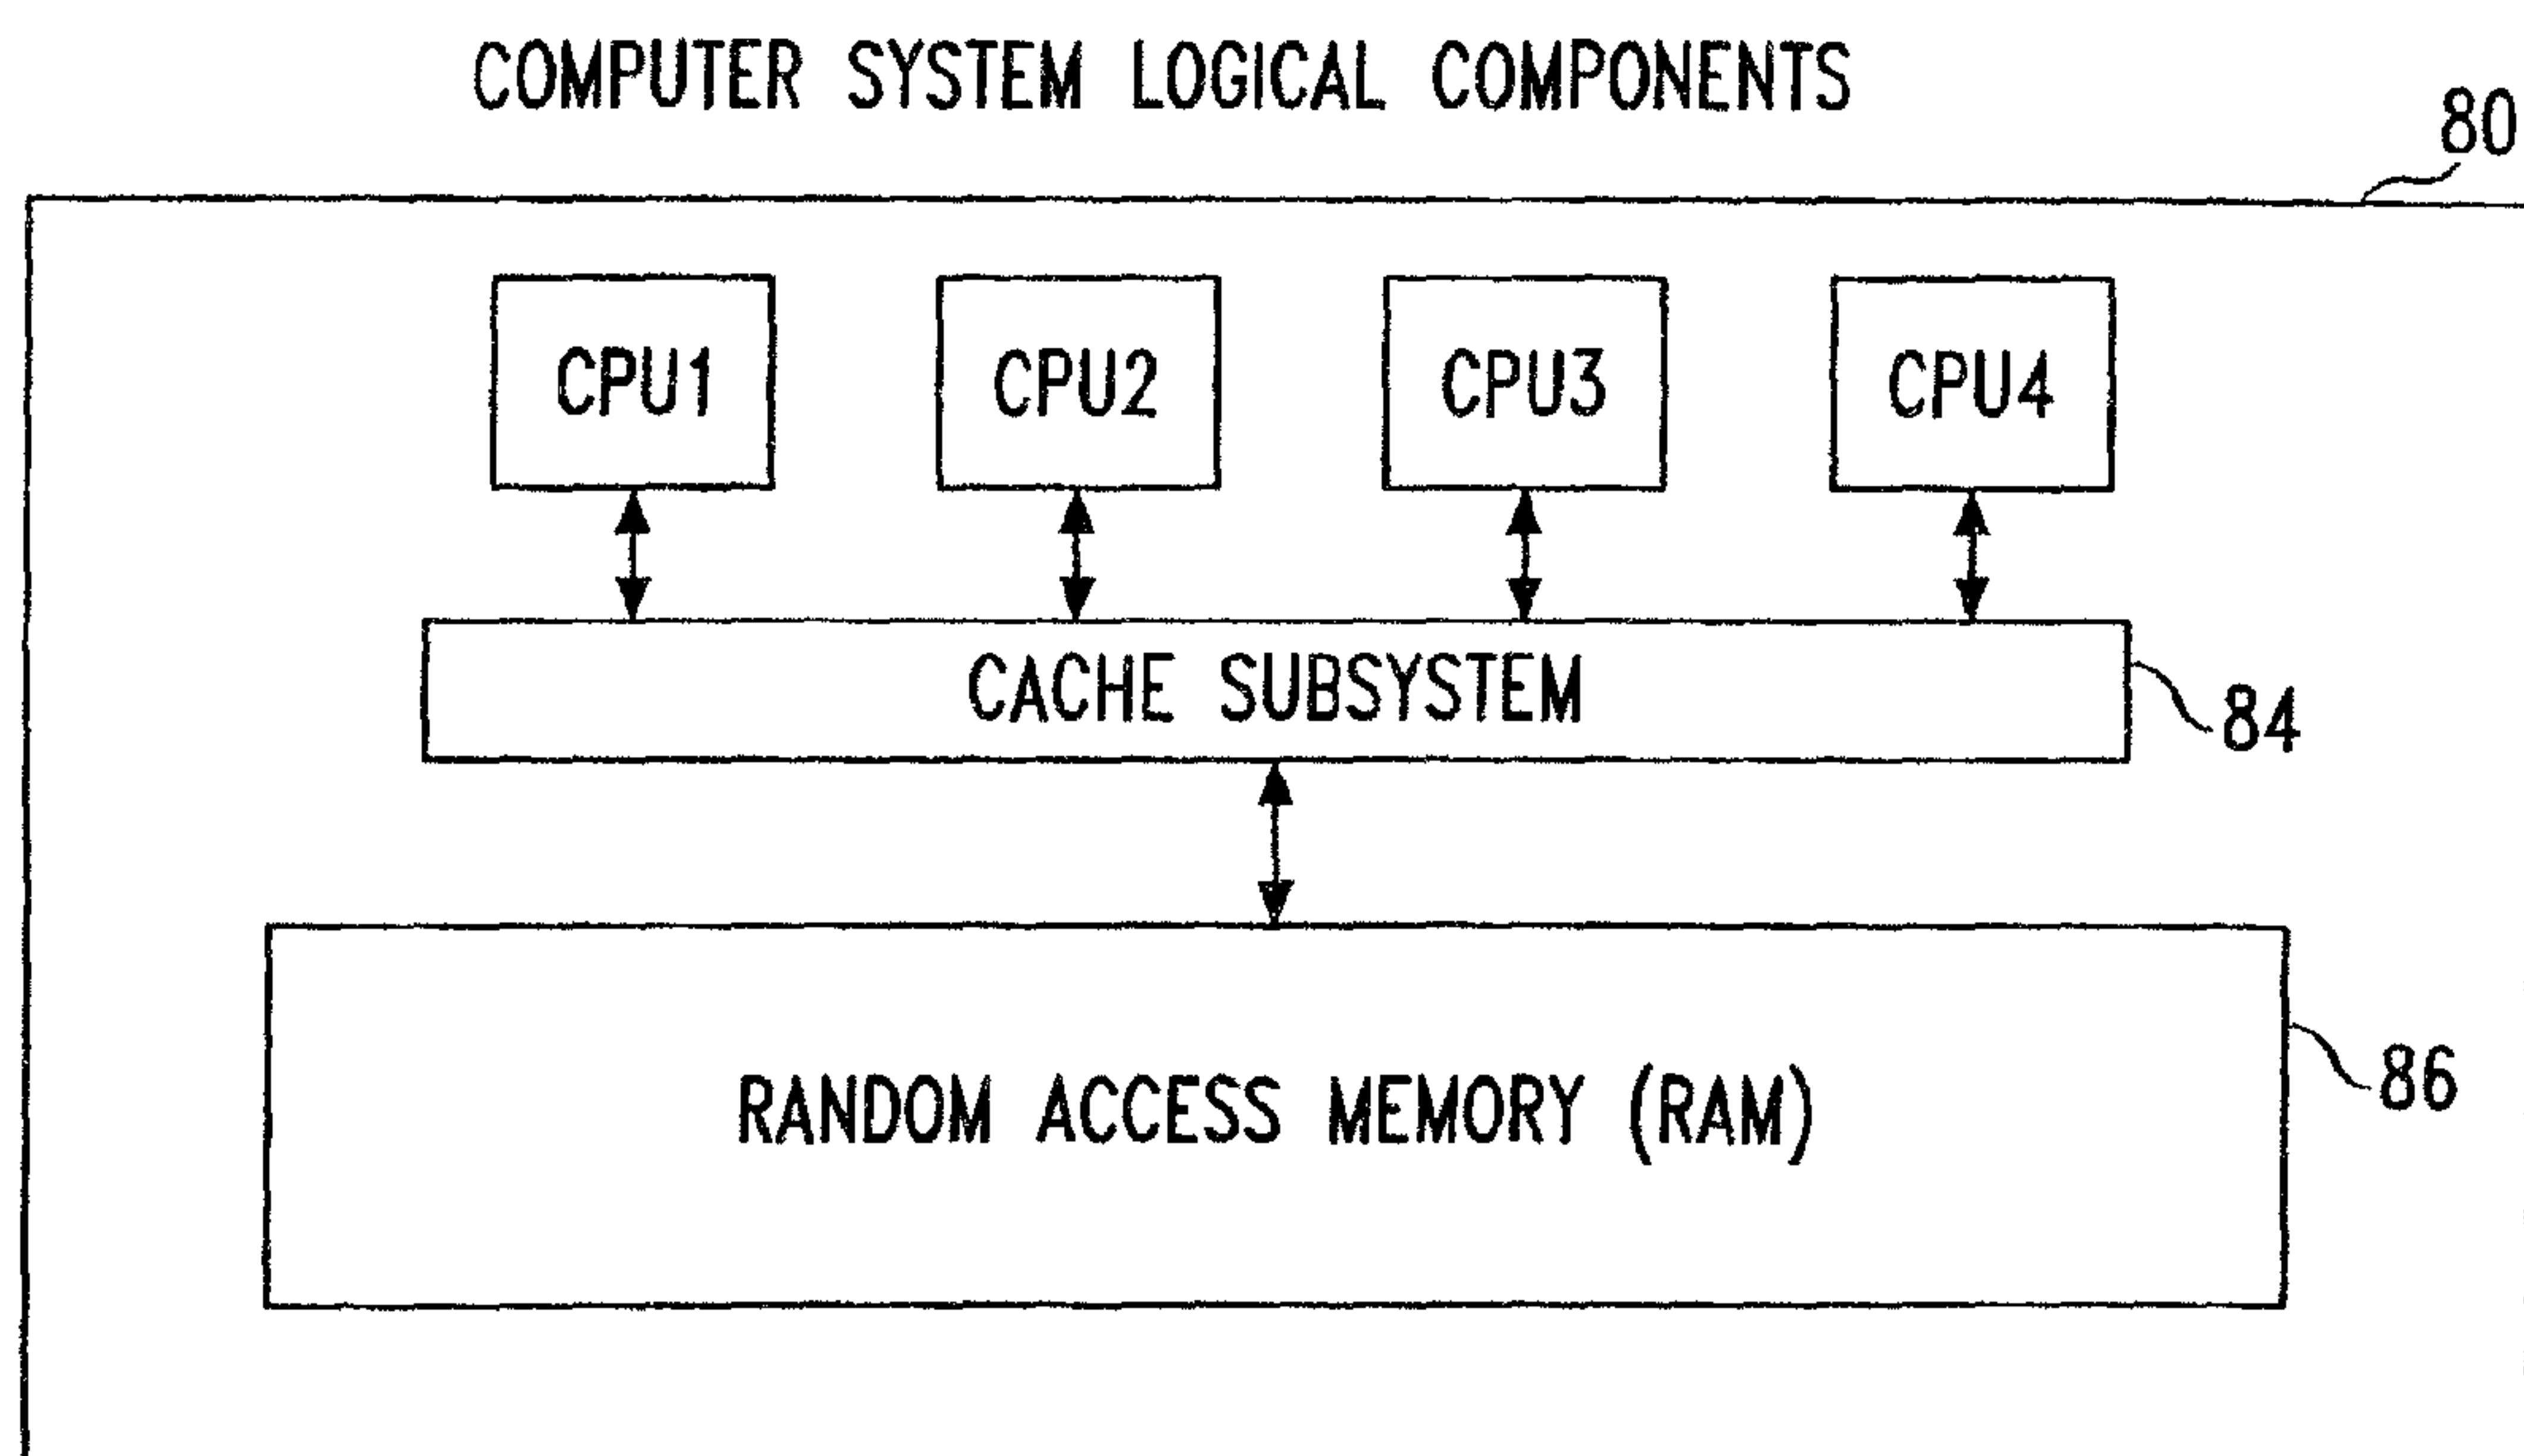 COMPUTER SYSTEM LOGICAL COMPONENTS
80
CPU1 CPU2 CPU3 CPU4
CACHE SUBSYSTEM
84
RANDOM ACCESS MEMORY (RAM)
86